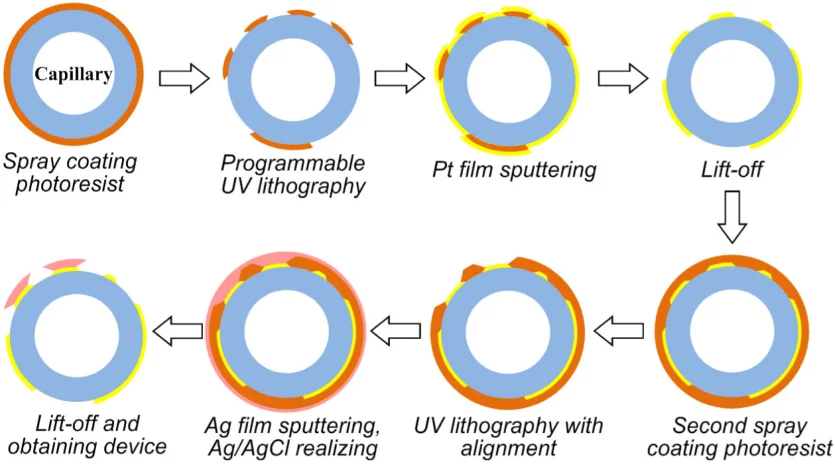 Capillary
Spray coating
photoresist
Programmable
UV lithography
Pt film sputtering
Lift-off
Second spray
coating photoresist
UV lithography with
alignment
Ag film sputtering,
Ag/AgCl realizing
Lift-off and
obtaining device